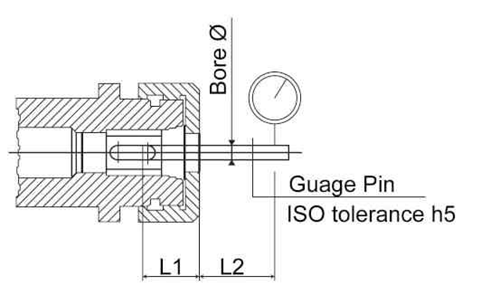 Bore Ø
Guage Pin
ISO tolerance h5
L1
L2